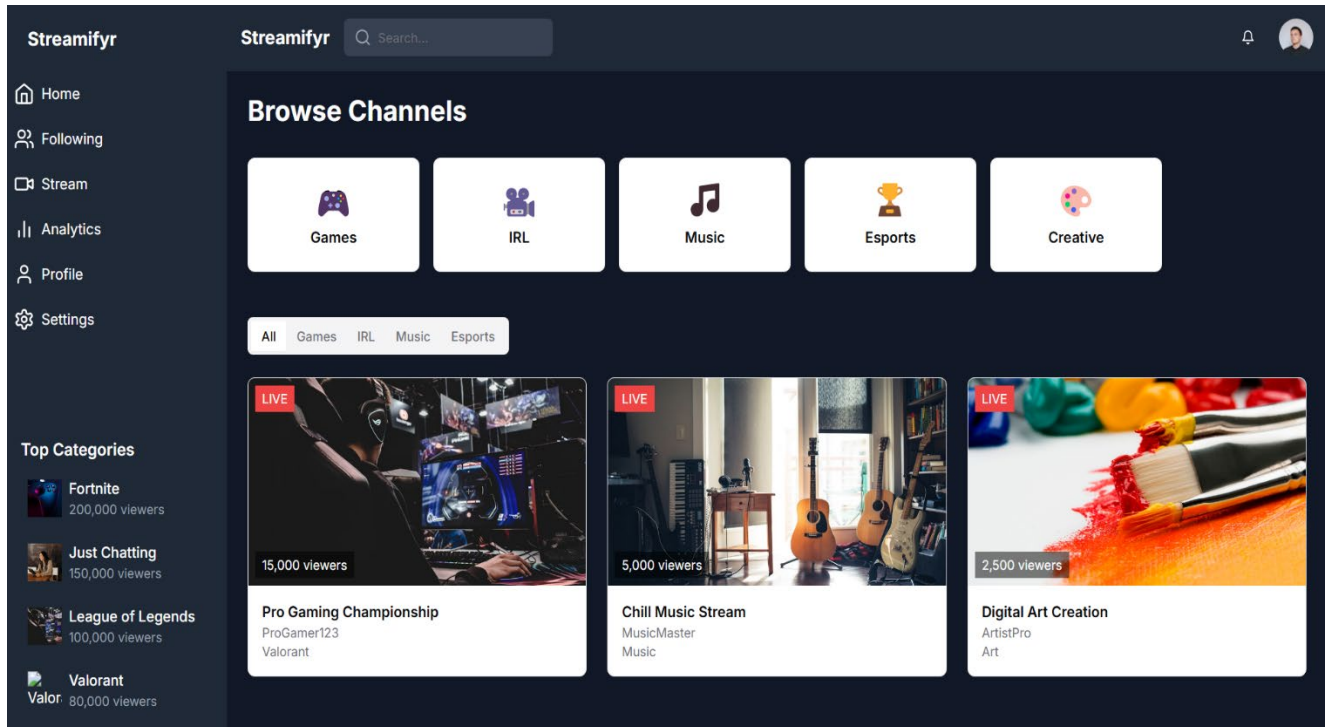 Streamifyr
Home
Following
Stream
Analytics
Profile
Settings
Top Categories
Fortnite
200,000 viewers
Just Chatting
150,000 viewers
League of Legends
100,000 viewers
Valor
Valorant
80,000 viewers
Streamifyr
Search...
Browse Channels
Games
IRL
Music
Esports
Creative
All Games IRL Music Esports
LIVE
15,000 viewers
Pro Gaming Championship
ProGamer123
Valorant
LIVE
5,000 viewers
Chill Music Stream
MusicMaster
Music
LIVE
2,500 viewers
Digital Art Creation
ArtistPro
Art